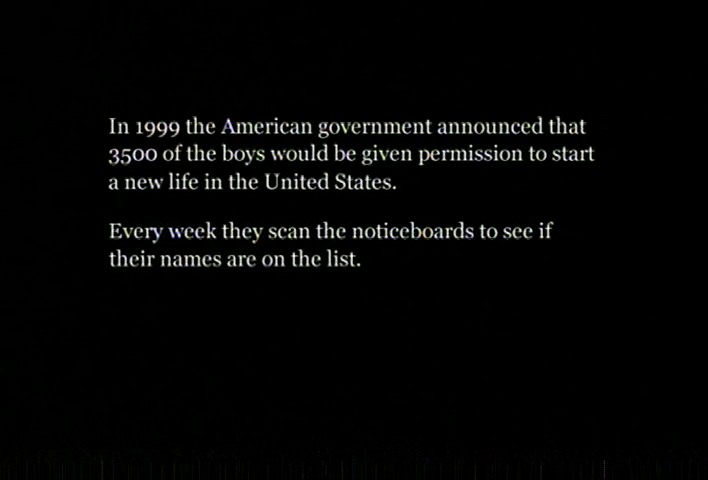 In 1999 the American government announced that
3500 of the boys would be given permission to start
a new life in the United States.
Every week they scan the noticeboards to see if
their names are on the list.